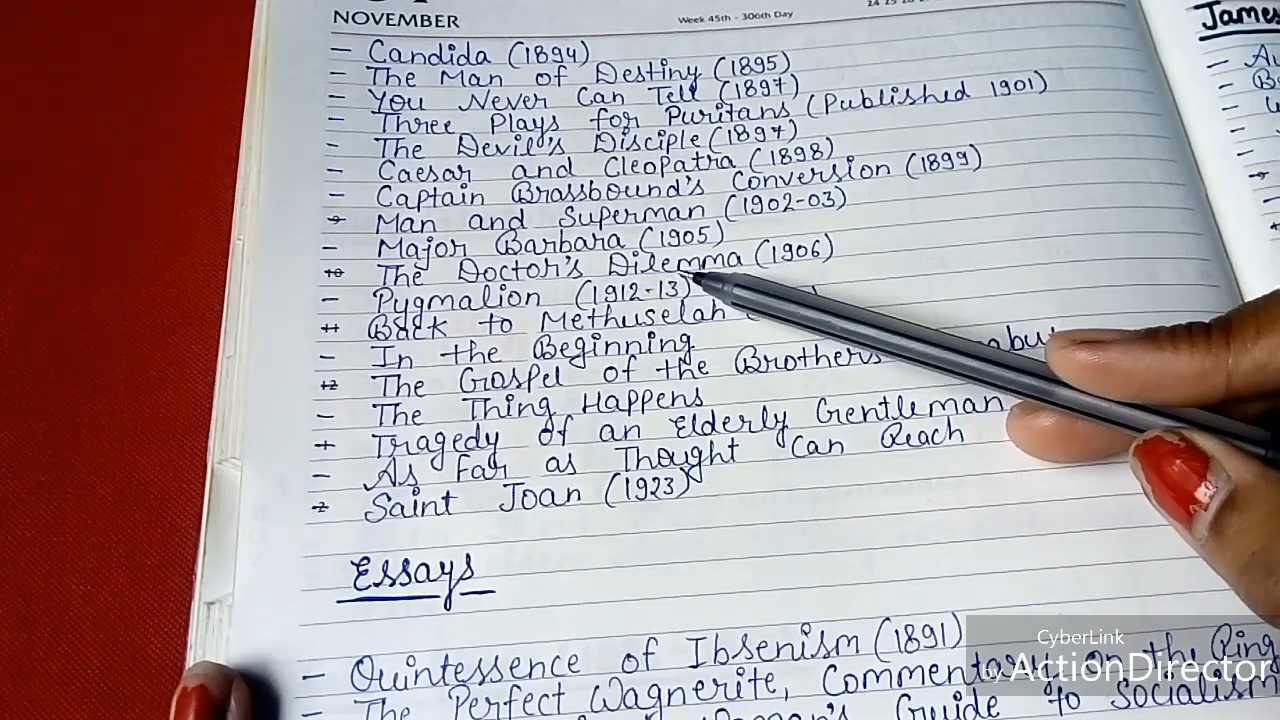 NOVEMBER
Week 45th - 306th Day
James
- Candida (1894)
- The Man of Destiny (1895)
- You Never Can Tell (1897)
- Three Plays for Puritans (Published 1901)
- The Devil's Disciple (1897)
- Caesar and Cleopatra (1898)
- Captain Brassbound's Conversion (1899)
- Man and Superman (1902-03)
- Major Barbara (1905)
- The Doctor's Dilemma (1906)
- Pygmalion (1912-13)
- Back to Methuselah (
- In the Beginning
- The Gospel of the Brothers
- The Thing Happens
- Tragedy of an Elderly Gentleman
- As Far as Thought Can Reach
- Saint Joan (1923)
Essays
- Quintessence of Ibsenism (1891)
- The Perfect Wagnerite, Commentary on the Ring
Guide to Socialism
CyberLink
by ActionDirector